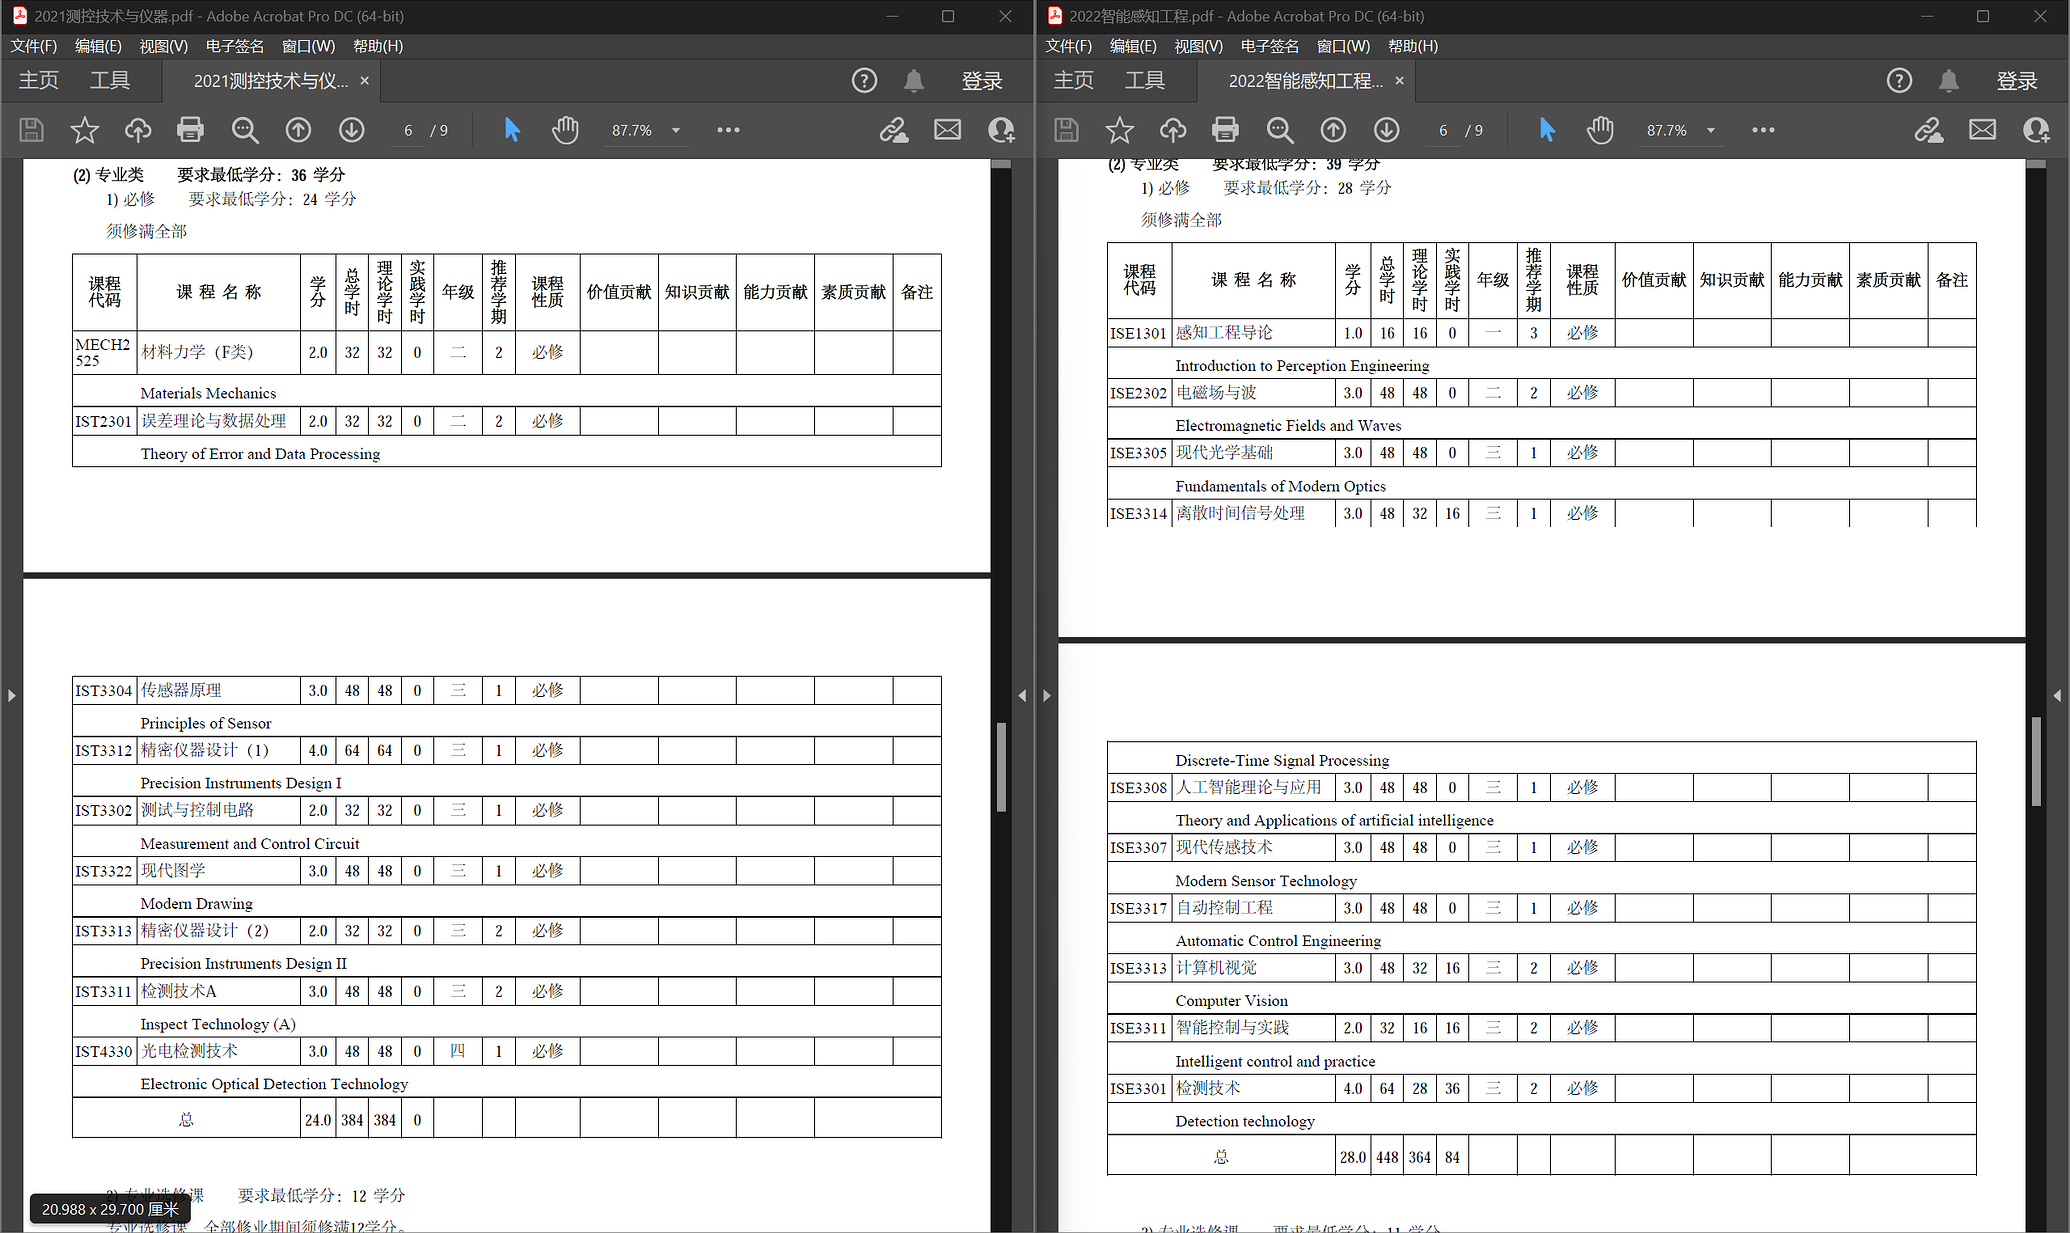 2021测控技术与仪器.pdf - Adobe Acrobat Pro DC (64-bit)
文件(F) 编辑(E) 视图(V) 电子签名 窗口(W) 帮助(H)
主页 工具 2021测控技术与仪... × 登录
6 / 9 87.7%
(2) 专业类 要求最低学分：36 学分
1) 必修 要求最低学分：24 学分
须修满全部
课程代码 课 程 名 称 学分 总学时 理论学时 实践学时 年级 推荐学期 课程性质 价值贡献 知识贡献 能力贡献 素质贡献 备注
MECH2525 材料力学（F类） 2.0 32 32 0 二 2 必修
Materials Mechanics
IST2301 误差理论与数据处理 2.0 32 32 0 二 2 必修
Theory of Error and Data Processing
IST3304 传感器原理 3.0 48 48 0 三 1 必修
Principles of Sensor
IST3312 精密仪器设计（1） 4.0 64 64 0 三 1 必修
Precision Instruments Design I
IST3302 测试与控制电路 2.0 32 32 0 三 1 必修
Measurement and Control Circuit
IST3322 现代图学 3.0 48 48 0 三 1 必修
Modern Drawing
IST3313 精密仪器设计（2） 2.0 32 32 0 三 2 必修
Precision Instruments Design II
IST3311 检测技术A 3.0 48 48 0 三 2 必修
Inspect Technology (A)
IST4330 光电检测技术 3.0 48 48 0 四 1 必修
Electronic Optical Detection Technology
总 24.0 384 384 0
2) 专业选修课 要求最低学分：12 学分
专业选修课，全部修业期间须修满12学分。
20.988 x 29.700 厘米
2022智能感知工程.pdf - Adobe Acrobat Pro DC (64-bit)
文件(F) 编辑(E) 视图(V) 电子签名 窗口(W) 帮助(H)
主页 工具 2022智能感知工程... × 登录
6 / 9 87.7%
(2) 专业类 要求最低学分：39 学分
1) 必修 要求最低学分：28 学分
须修满全部
课程代码 课 程 名 称 学分 总学时 理论学时 实践学时 年级 推荐学期 课程性质 价值贡献 知识贡献 能力贡献 素质贡献 备注
ISE1301 感知工程导论 1.0 16 16 0 一 3 必修
Introduction to Perception Engineering
ISE2302 电磁场与波 3.0 48 48 0 二 2 必修
Electromagnetic Fields and Waves
ISE3305 现代光学基础 3.0 48 48 0 三 1 必修
Fundamentals of Modern Optics
ISE3314 离散时间信号处理 3.0 48 32 16 三 1 必修
Discrete-Time Signal Processing
ISE3308 人工智能理论与应用 3.0 48 48 0 三 1 必修
Theory and Applications of artificial intelligence
ISE3307 现代传感技术 3.0 48 48 0 三 1 必修
Modern Sensor Technology
ISE3317 自动控制工程 3.0 48 48 0 三 1 必修
Automatic Control Engineering
ISE3313 计算机视觉 3.0 48 32 16 三 2 必修
Computer Vision
ISE3311 智能控制与实践 2.0 32 16 16 三 2 必修
Intelligent control and practice
ISE3301 检测技术 4.0 64 28 36 三 2 必修
Detection technology
总 28.0 448 364 84
2) 专业选修课 要求最低学分：11 学分